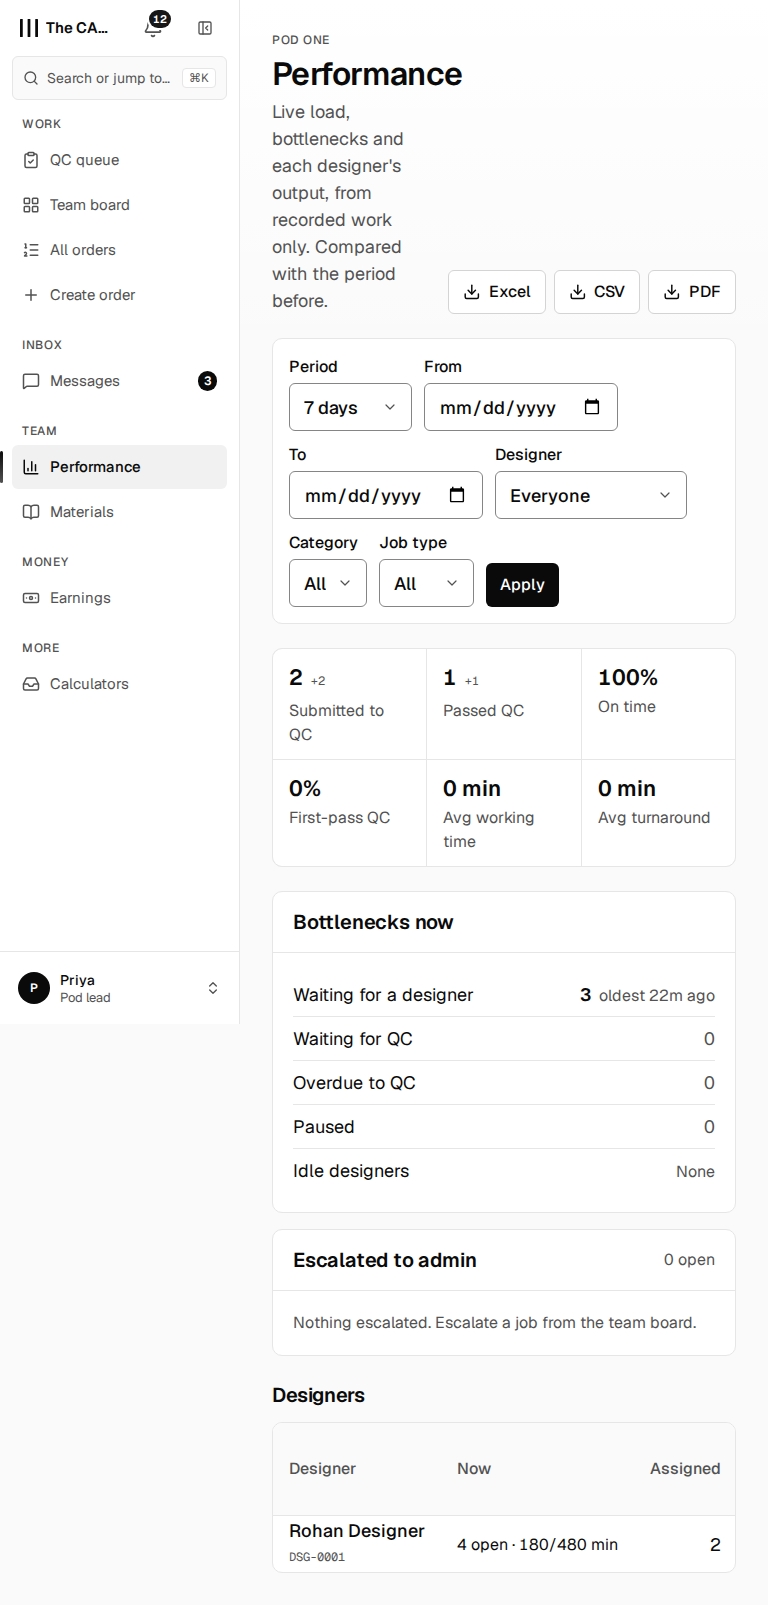 The CA...
12
Search or jump to...
⌘K
WORK
QC queue
Team board
All orders
Create order
INBOX
Messages
3
TEAM
Performance
Materials
MONEY
Earnings
MORE
Calculators
P
Priya
Pod lead
POD ONE
Performance
Live load,
bottlenecks and
each designer's
output, from
recorded work
only. Compared
with the period
before.
Excel
CSV
PDF
Period
From
7 days
mm/dd/yyyy
To
Designer
mm/dd/yyyy
Everyone
Category
Job type
All
All
Apply
2 +2
Submitted to
QC
1 +1
Passed QC
100%
On time
0%
First-pass QC
0 min
Avg working
time
0 min
Avg turnaround
Bottlenecks now
Waiting for a designer 3 oldest 22m ago
Waiting for QC 0
Overdue to QC 0
Paused 0
Idle designers None
Escalated to admin 0 open
Nothing escalated. Escalate a job from the team board.
Designers
Designer Now Assigned
Rohan Designer
DSG-0001
4 open · 180/480 min
2